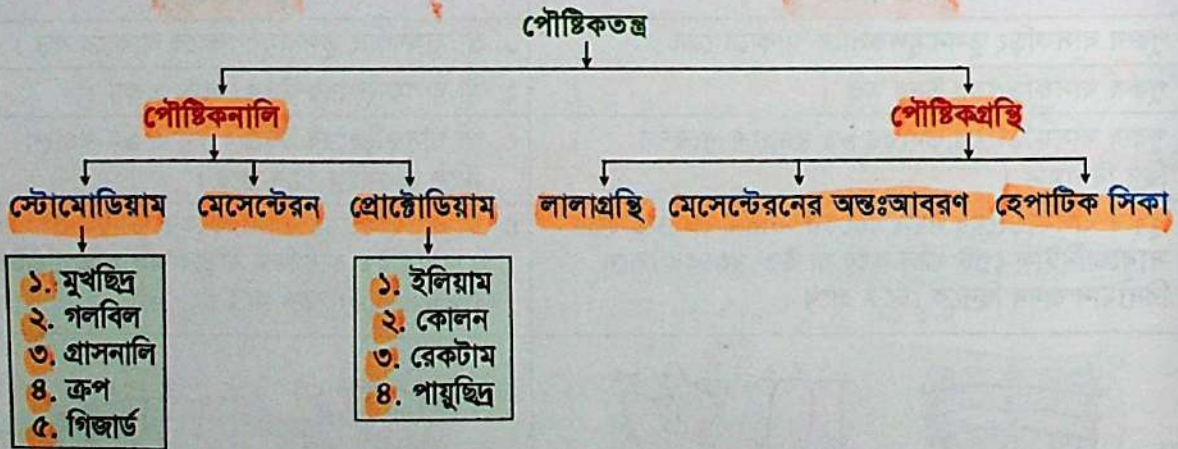 পৌষ্টিকতন্ত্র
পৌষ্টিকনালি পৌষ্টিকগ্রন্থি
স্টোমোডিয়াম মেসেন্টেরন প্রোক্টোডিয়াম লালাগ্রন্থি মেসেন্টেরনের অন্তঃআবরণ হেপাটিক সিকা
১. মুখছিদ্র
২. গলবিল
৩. গ্রাসনালি
৪. ক্রপ
৫. গিজার্ড
১. ইলিয়াম
২. কোলন
৩. রেকটাম
৪. পায়ুছিদ্র